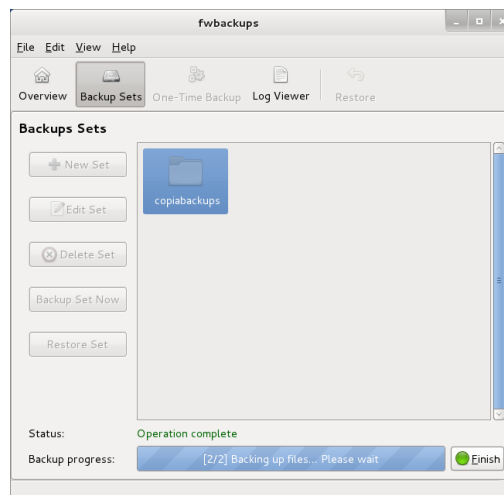 fwbackups
File Edit View Help
Overview Backup Sets One-Time Backup Log Viewer Restore
Backups Sets
New Set
copiabackups
Edit Set
Delete Set
Backup Set Now
Restore Set
Status: Operation complete
Backup progress: [2/2] Backing up files... Please wait Finish